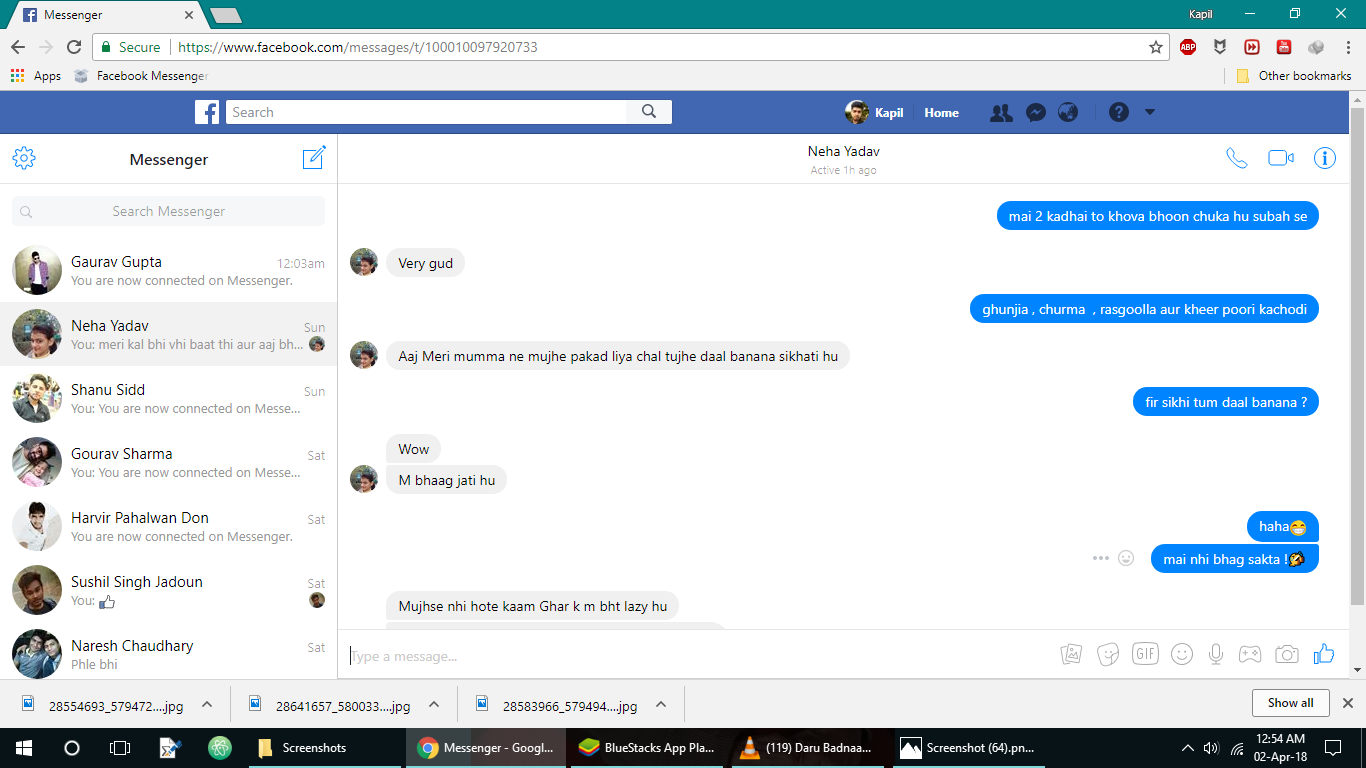 Messenger
Kapil
Secure
https://www.facebook.com/messages/t/100010097920733
ABP
Apps
Facebook Messenger
Other bookmarks
Search
Kapil
Home
Messenger
Neha Yadav
Active 1h ago
Search Messenger
Gaurav Gupta 12:03am
You are now connected on Messenger.
Neha Yadav Sun
You: meri kal bhi vhi baat thi aur aaj bh...
Shanu Sidd Sun
You: You are now connected on Messe...
Gourav Sharma Sat
You: You are now connected on Messe...
Harvir Pahalwan Don Sat
You are now connected on Messenger.
Sushil Singh Jadoun Sat
You:
Naresh Chaudhary Sat
Phle bhi
mai 2 kadhai to khova bhoon chuka hu subah se
Very gud
ghunjia , churma , rasgoolla aur kheer poori kachodi
Aaj Meri mumma ne mujhe pakad liya chal tujhe daal banana sikhati hu
fir sikhi tum daal banana ?
Wow
M bhaag jati hu
haha😁
mai nhi bhag sakta !
Mujhse nhi hote kaam Ghar k m bht lazy hu
Type a message...
GIF
28554693_579472....jpg
28641657_580033....jpg
28583966_579494....jpg
Show all
Screenshots
Messenger - Googl...
BlueStacks App Pla...
(119) Daru Badnaa...
Screenshot (64).pn...
12:54 AM
02-Apr-18